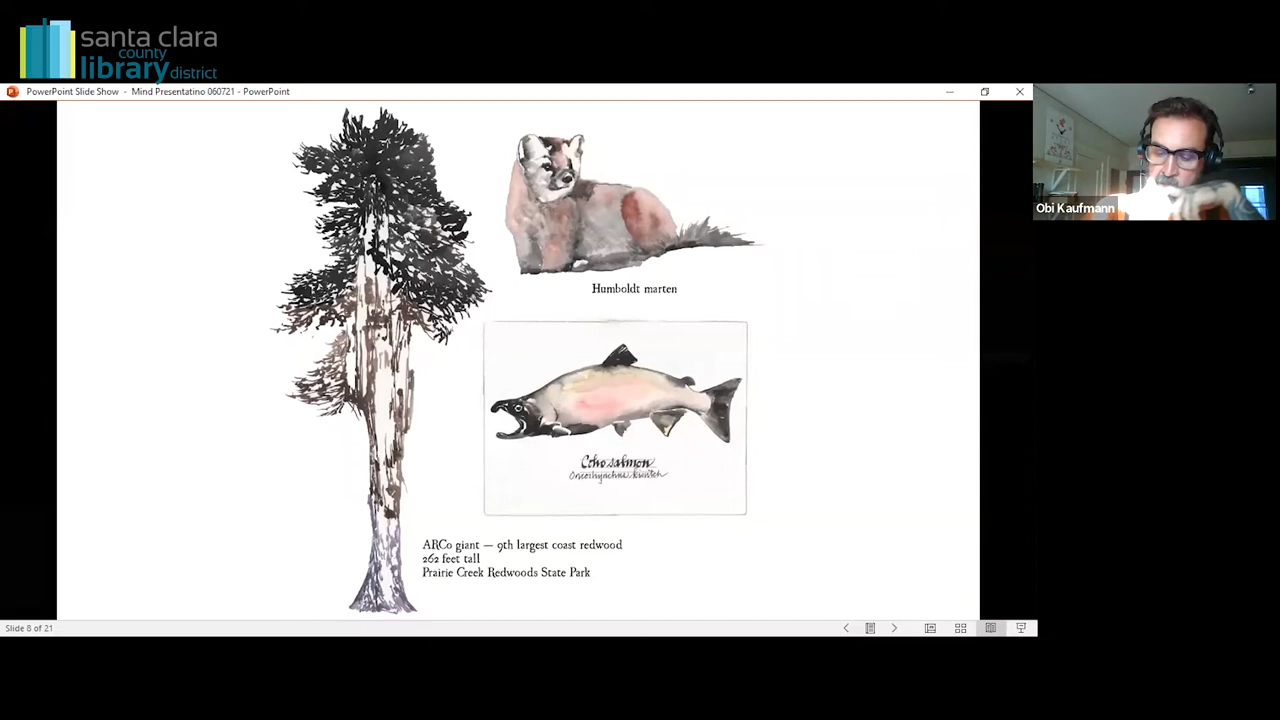 santa clara
county
library district
PowerPoint Slide Show - Mind Presentatino 060721 - PowerPoint
Obi Kaufmann
Humboldt marten
Coho salmon
ARCo giant — 9th largest coast redwood
262 feet tall
Prairie Creek Redwoods State Park
Slide 8 of 21